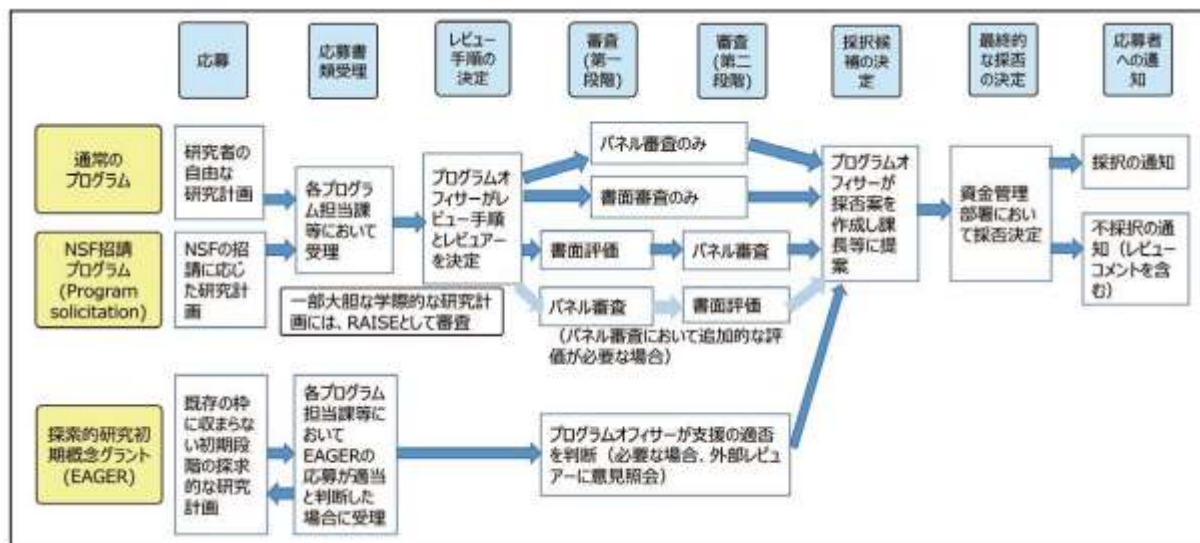 応募
応募書
類受理
レビュー
手順の
決定
審査
(第一
段階)
審査
(第二
段階)
採択候
補の決
定
最終的
な採否
の決定
応募者
への通
知
通常の
プログラム
研究者の
自由な
研究計画
各プログラ
ム担当課
等において
受理
プログラムオ
フィサーがレ
ビュー手順
とレビュアー
を決定
パネル審査のみ
書面審査のみ
書面評価
パネル審査
パネル審査
書面評価
(パネル審査において追加的な評
価が必要な場合)
プログラムオ
フィサーが
採否案を
作成し課
長等に提
案
資金管理
部署におい
て採否決定
採択の通知
不採択の通
知(レビュー
コメントを含
む)
NSF招請
プログラム
(Program
solicitation)
NSFの招
請に応じ
た研究計
画
一部大胆な学際的な研究計
画には、RAISEとして審査
探索的研究初
期概念グラント
(EAGER)
既存の枠
に収まらな
い初期段
階の探求
的な研究
計画
各プログラム
担当課等に
おいて
EAGERの
応募が適当
と判断した
場合に受理
プログラムオフィサーが支援の適否
を判断(必要な場合、外部レビュ
アーに意見照会)